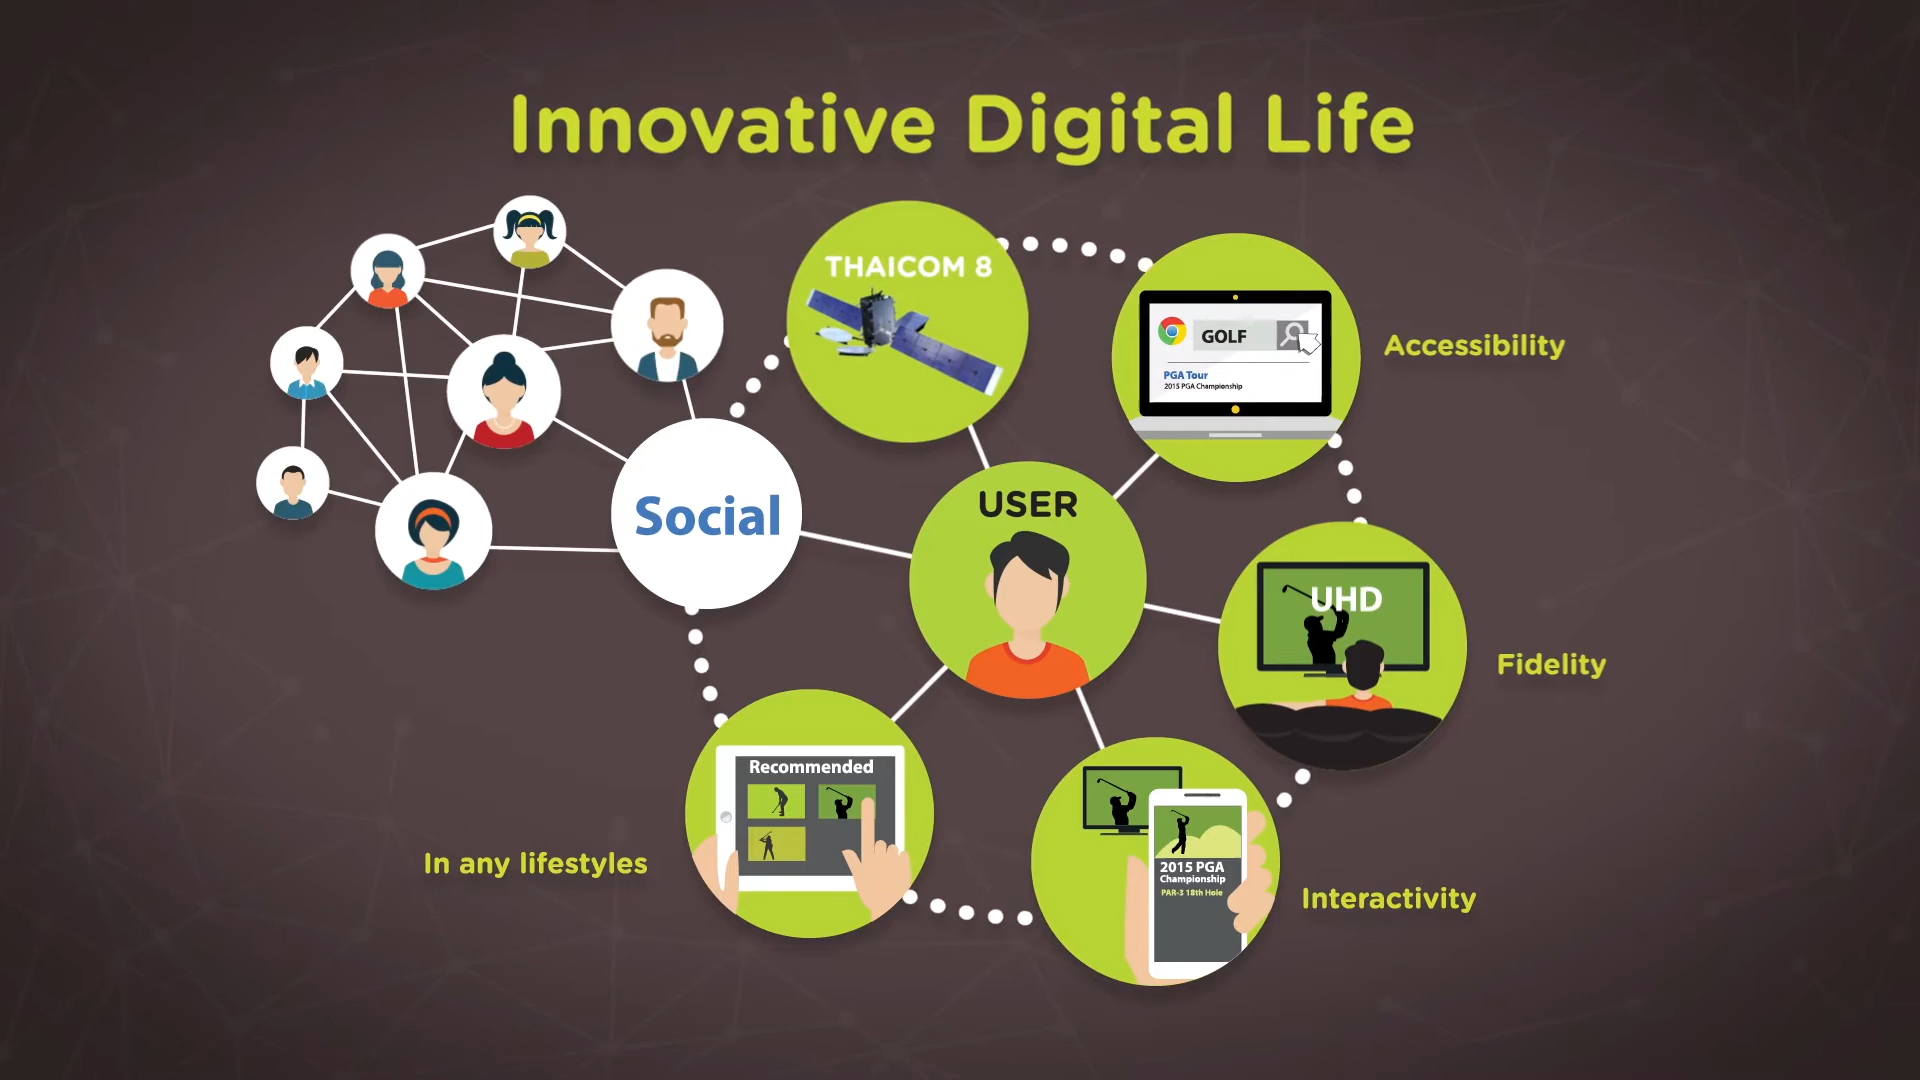 Innovative Digital Life
THAICOM 8
GOLF
PGA Tour
2015 PGA Championship
Accessibility
Social
USER
UHD
Fidelity
Recommended
In any lifestyles
2015 PGA
Championship
PAR-3 18th Hole
Interactivity